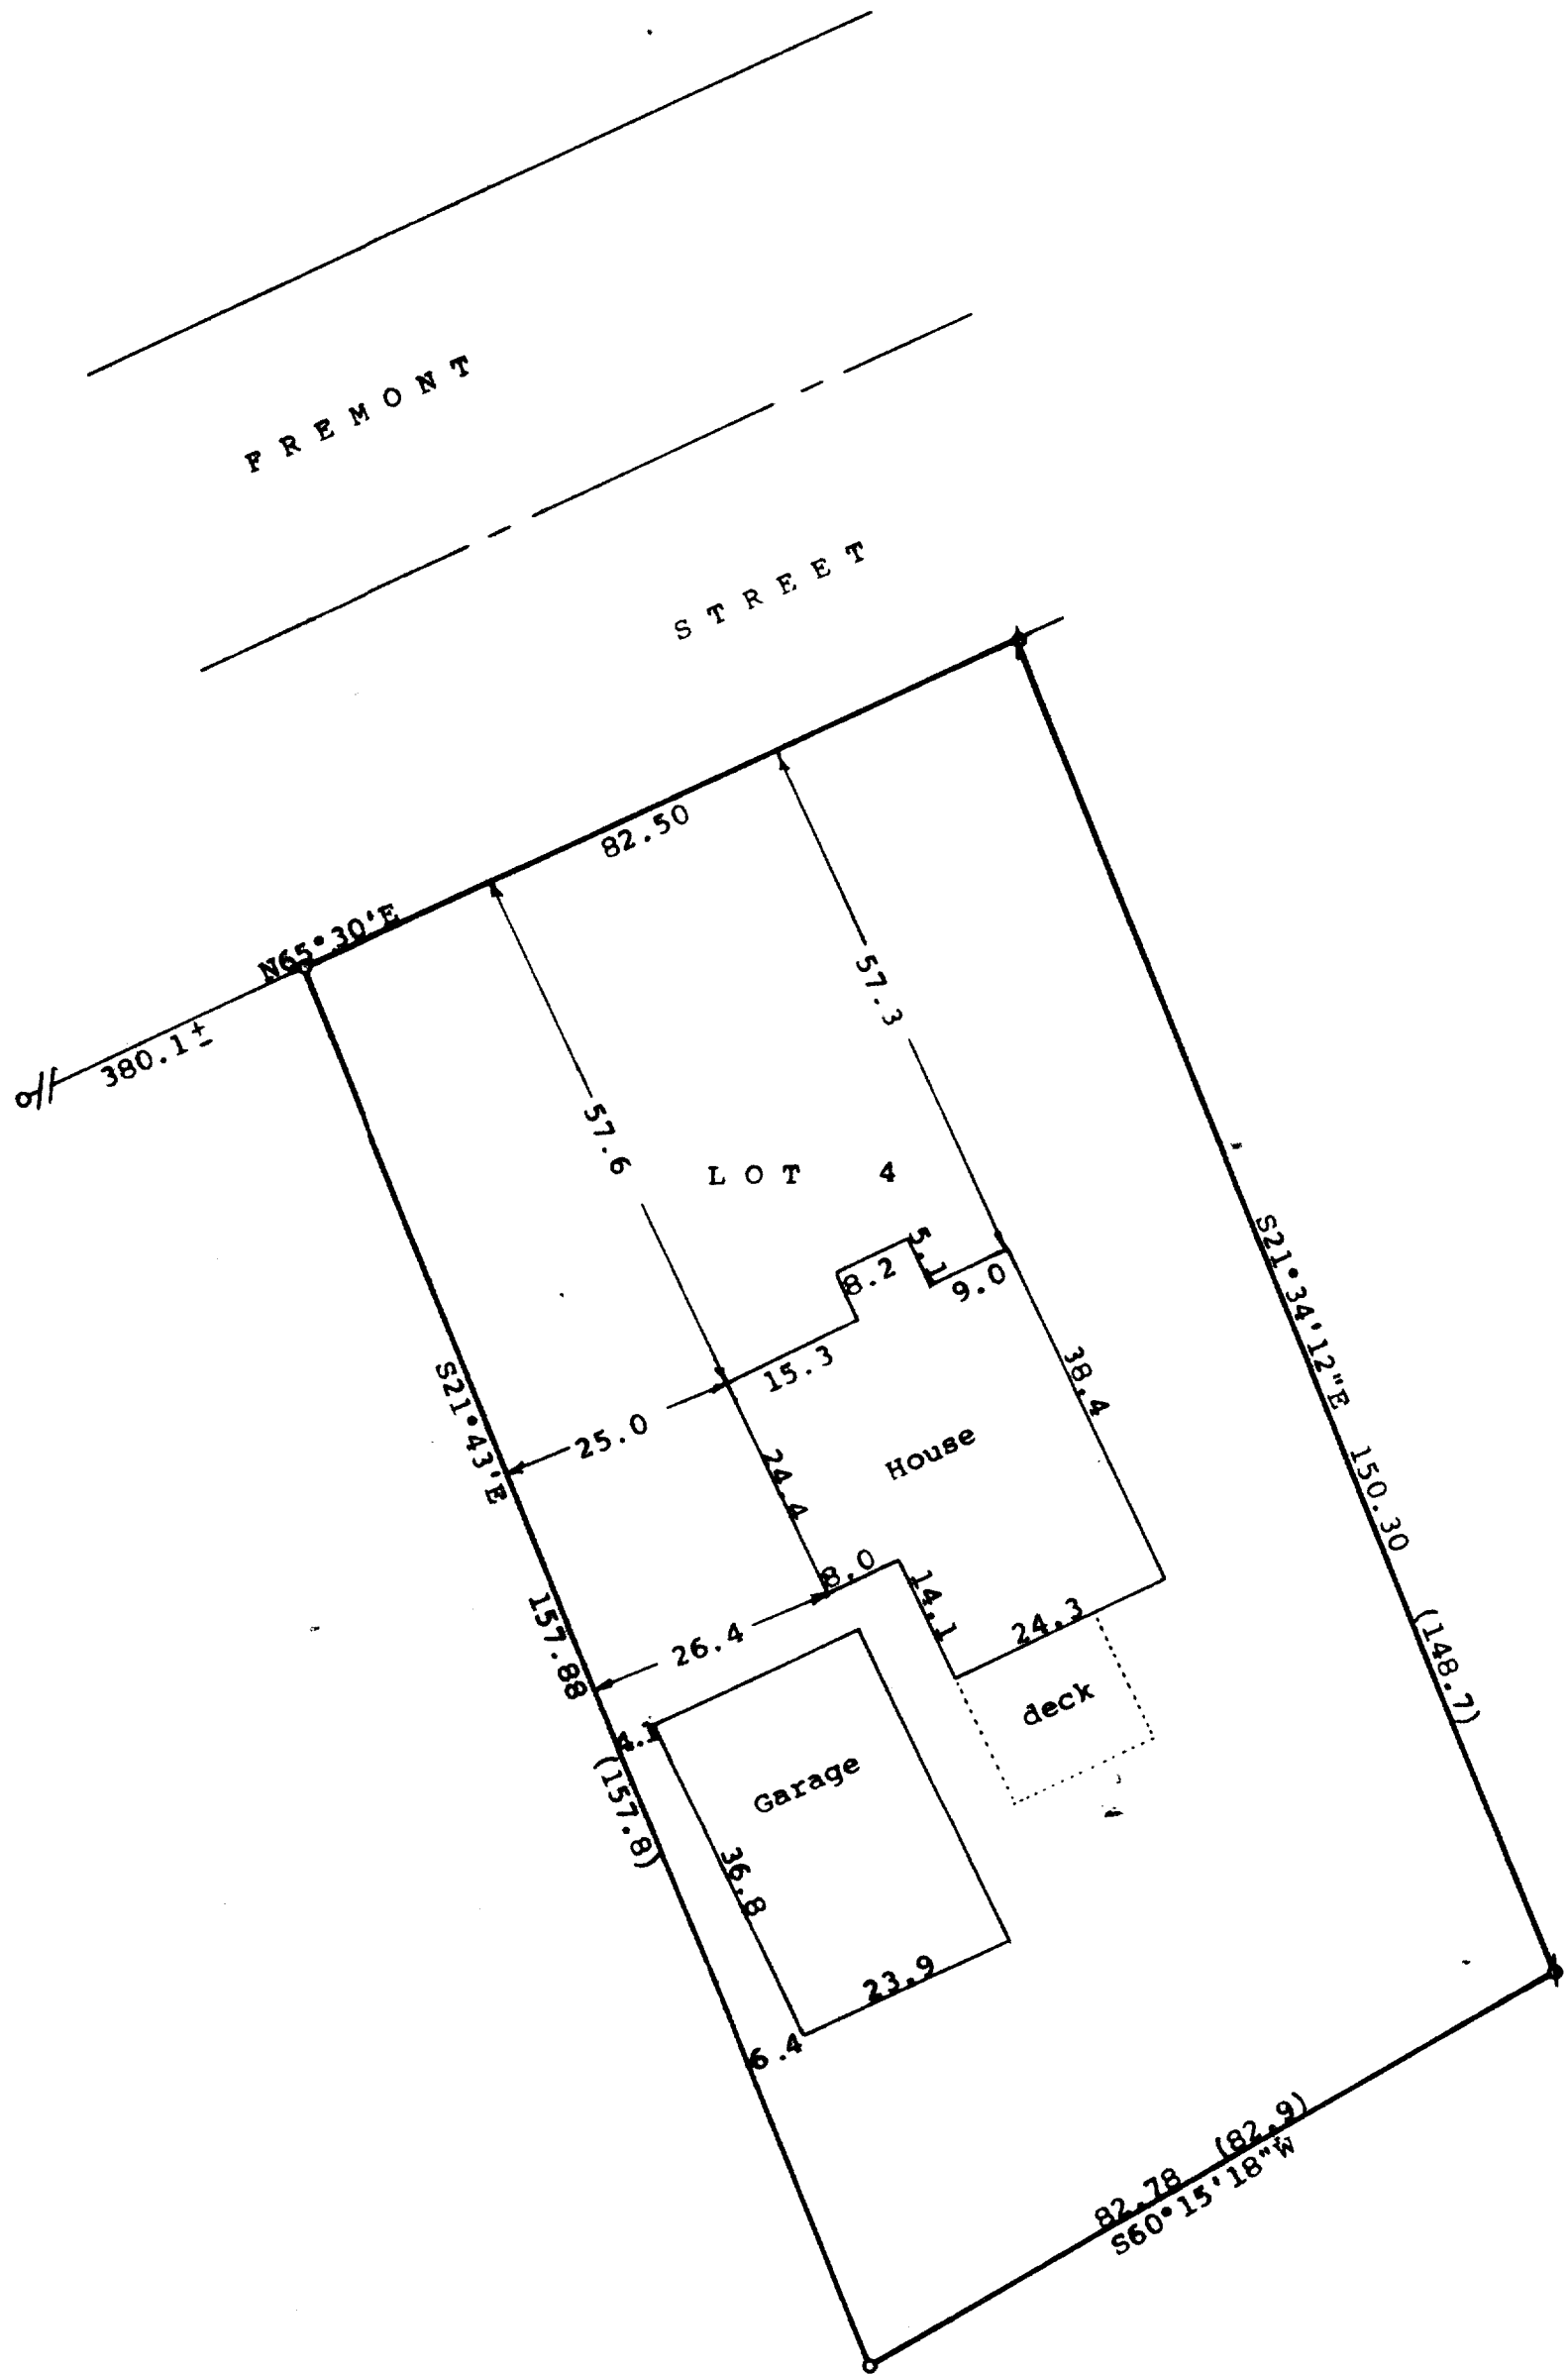 FREMONT
STREET
82.50
N65°30'E
380.1±
57.3
57.6
LOT 4
5.1
8.2
9.0
S21°34'12"E 150.30 (148.7)
15.3
38.4
25.0
S21°43'E 157.88 (157.8)
House
24.4
8.0
14.1
24.3
26.4
deck
4.1
Garage
36.8
23.9
6.4
82.78 (82.9)
S60°15'18"W